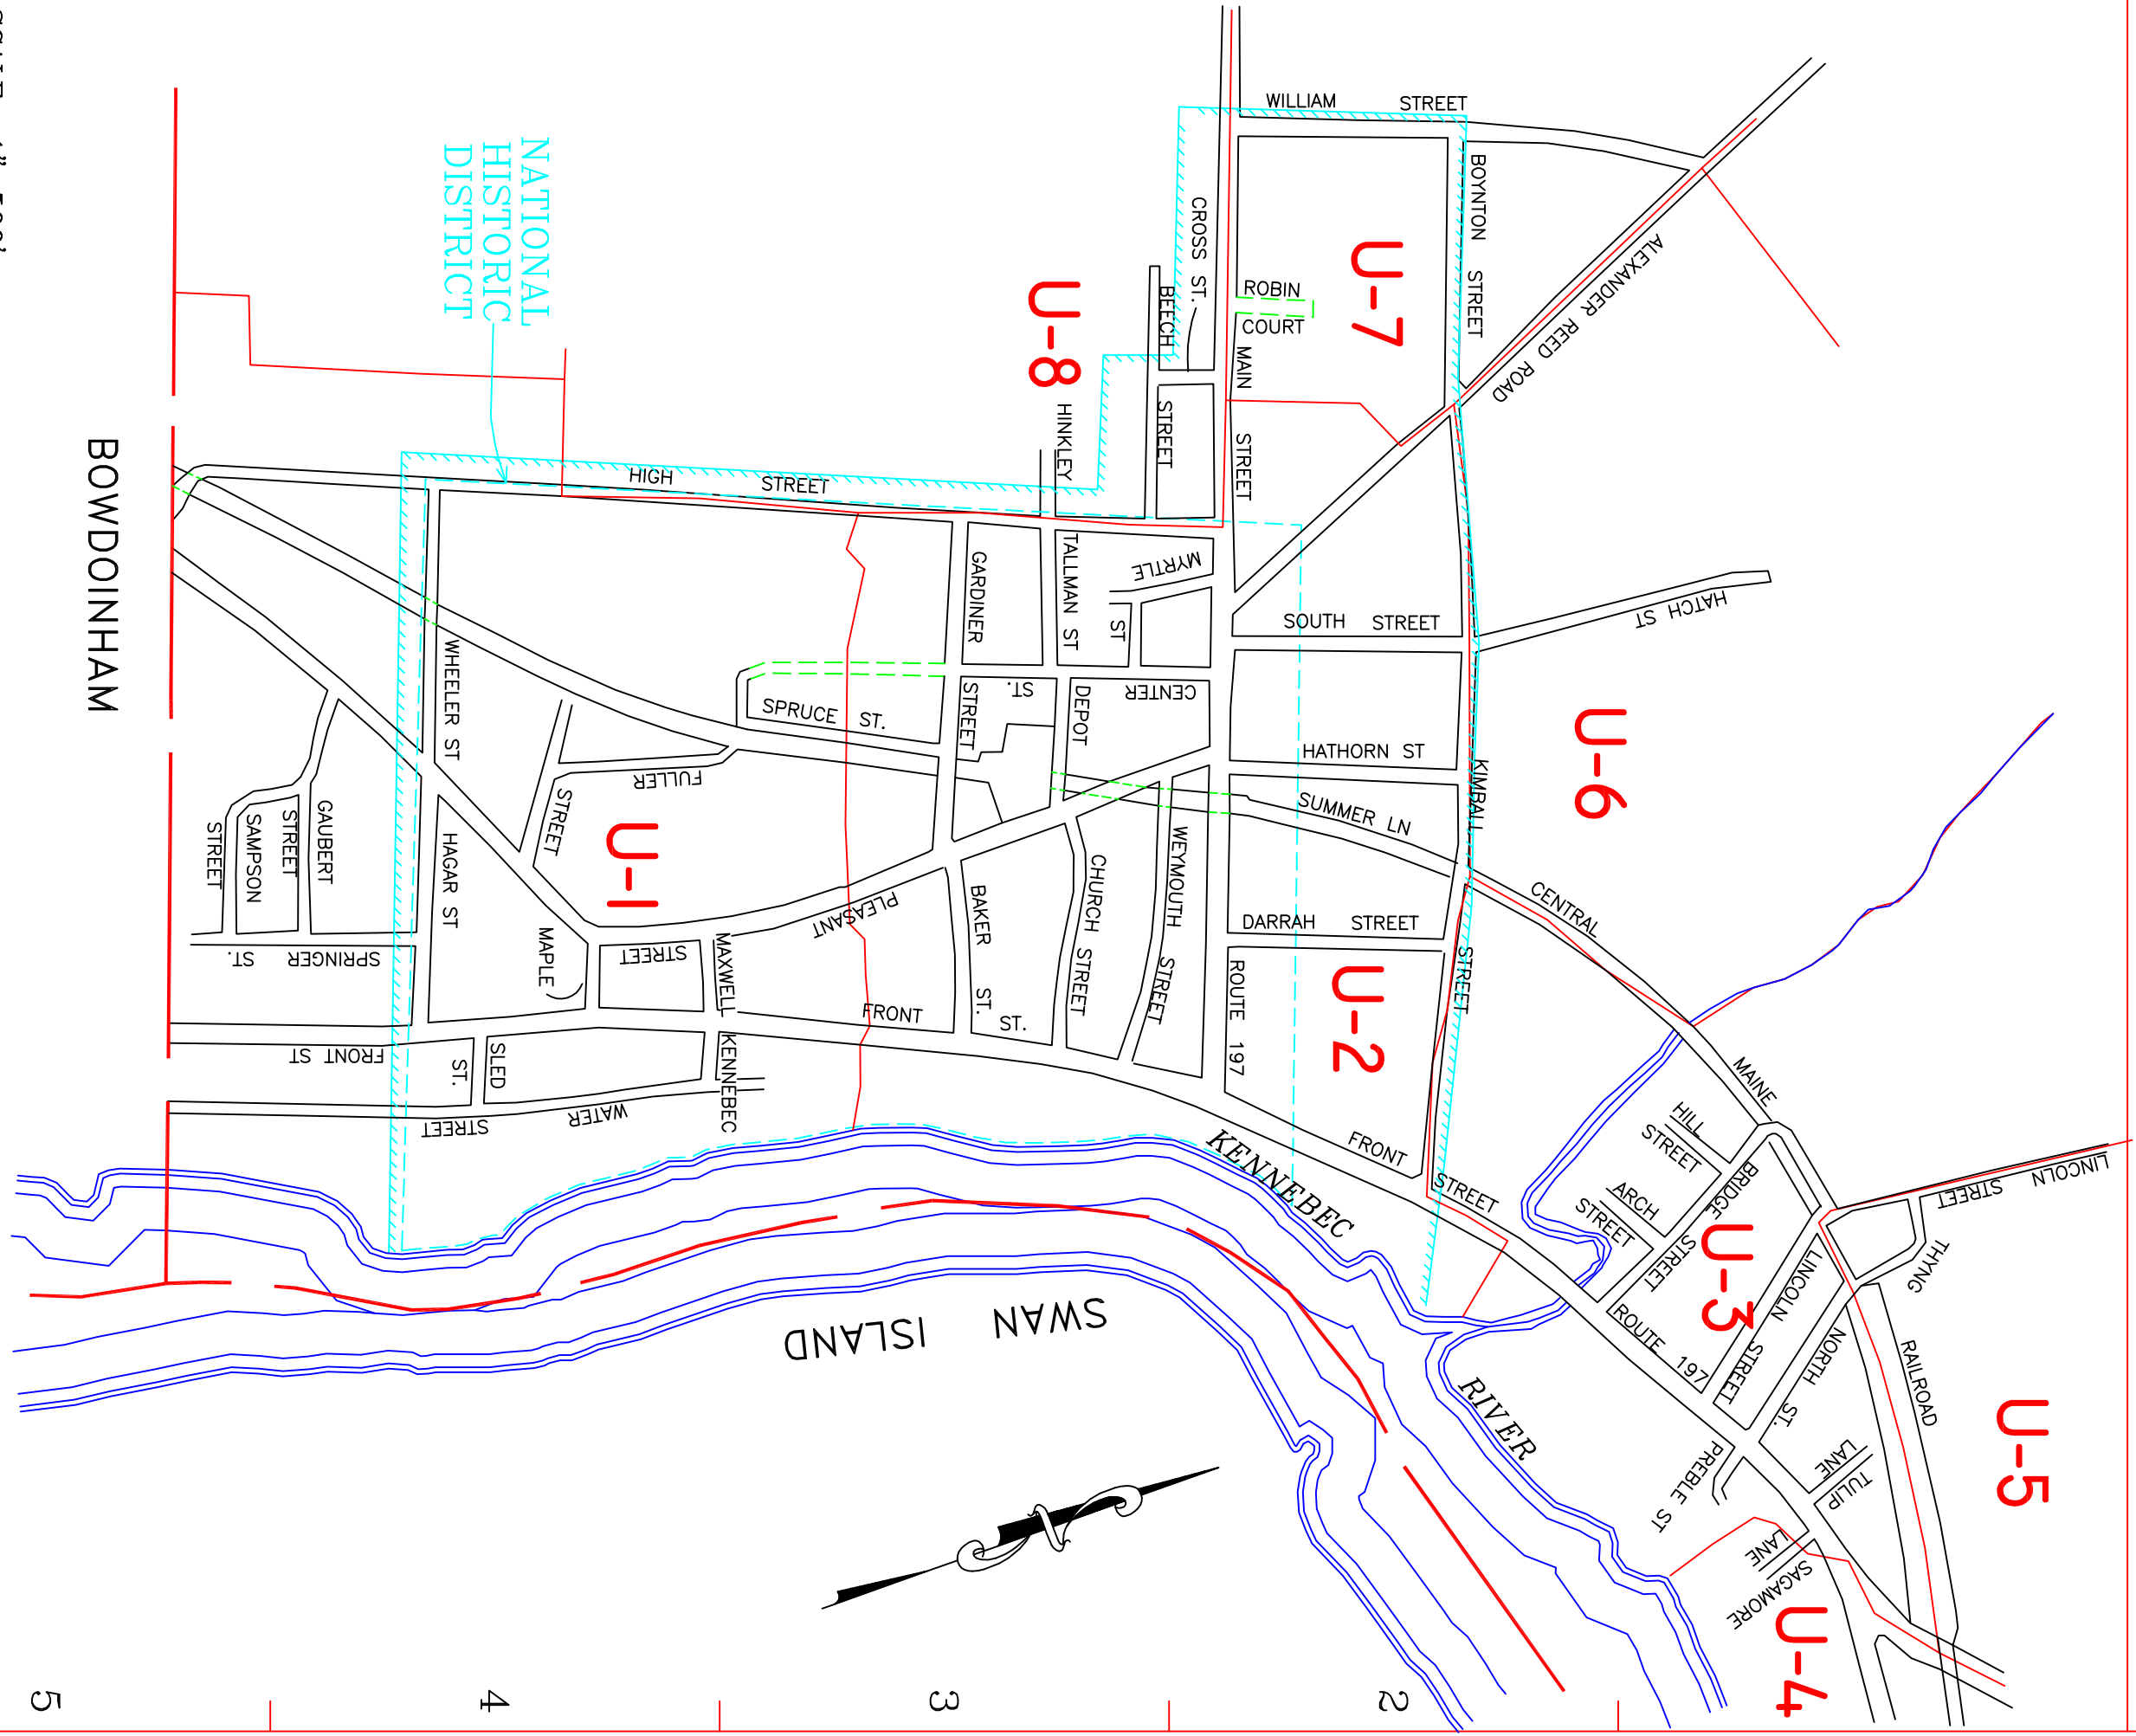 WILLIAM STREET
BOYNTON STREET
ALEXANDER REED ROAD
CROSS ST.
ROBIN
COURT
U-7
MAIN STREET
BEECH STREET
U-8
HINKLEY
NATIONAL
HISTORIC
DISTRICT
HIGH STREET
BOWDOINHAM
GARDINER STREET
TALLMAN ST
MYRTLE ST
SOUTH STREET
HATCH ST
U-6
WHEELER ST
SPRUCE ST.
CENTER ST.
DEPOT
HATHORN ST
KIMBALL STREET
SUMMER LN
FULLER STREET
U-1
GAUBERT
STREET
SAMPSON
STREET
HAGAR ST
SPRINGER ST.
PLEASANT STREET
MAPLE
MAXWELL
BAKER ST.
CHURCH STREET
WEYMOUTH STREET
DARRAH STREET
ROUTE 197
U-2
CENTRAL
MAINE
FRONT ST.
FRONT ST
SLED
ST.
KENNEBEC
WATER STREET
FRONT STREET
HILL
STREET
ARCH
STREET
BRIDGE STREET
U-3
LINCOLN STREET
THYNG
LINCOLN STREET
NORTH ST.
ROUTE 197
RAILROAD
U-5
TULIP
LANE
PREBLE ST
SAGAMORE
LANE
U-4
KENNEBEC
RIVER
SWAN
ISLAND
N
5
4
3
2